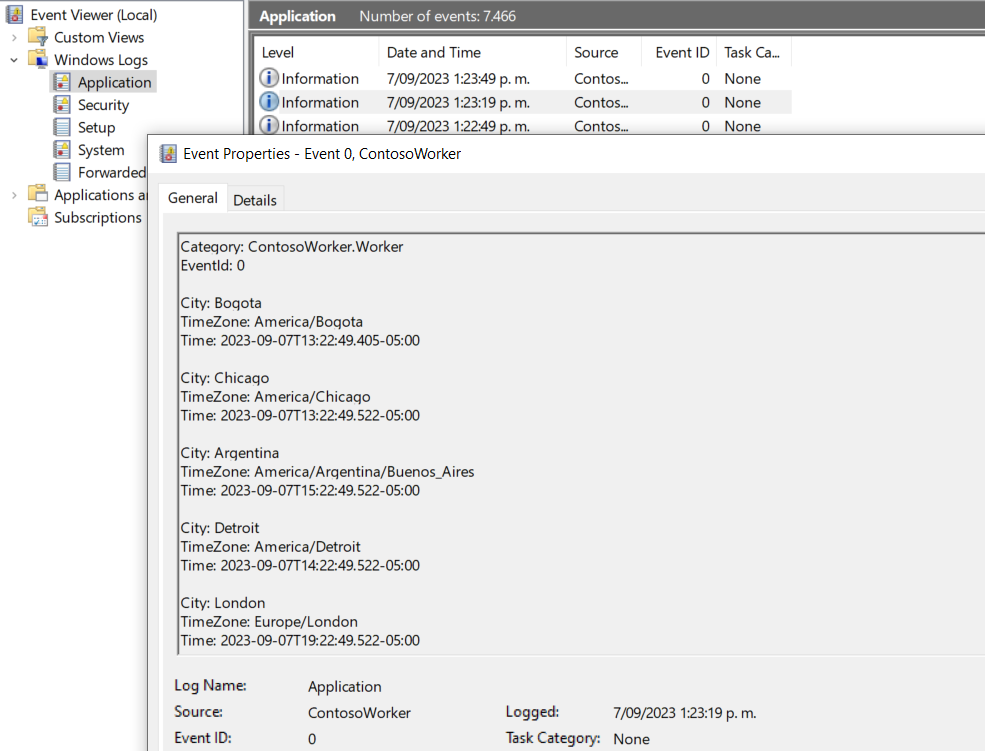 Event Viewer (Local)
Custom Views
Windows Logs
Application
Security
Setup
System
Forwarded
Applications a
Subscriptions
Application Number of events: 7.466
Level Date and Time Source Event ID Task Ca...
Information 7/09/2023 1:23:49 p. m. Contos... 0 None
Information 7/09/2023 1:23:19 p. m. Contos... 0 None
Information 7/09/2023 1:22:49 p. m. Contos... 0 None
Event Properties - Event 0, ContosoWorker
General Details
Category: ContosoWorker.Worker
EventId: 0
City: Bogota
TimeZone: America/Bogota
Time: 2023-09-07T13:22:49.405-05:00
City: Chicago
TimeZone: America/Chicago
Time: 2023-09-07T13:22:49.522-05:00
City: Argentina
TimeZone: America/Argentina/Buenos_Aires
Time: 2023-09-07T15:22:49.522-05:00
City: Detroit
TimeZone: America/Detroit
Time: 2023-09-07T14:22:49.522-05:00
City: London
TimeZone: Europe/London
Time: 2023-09-07T19:22:49.522-05:00
Log Name: Application
Source: ContosoWorker Logged: 7/09/2023 1:23:19 p. m.
Event ID: 0 Task Category: None